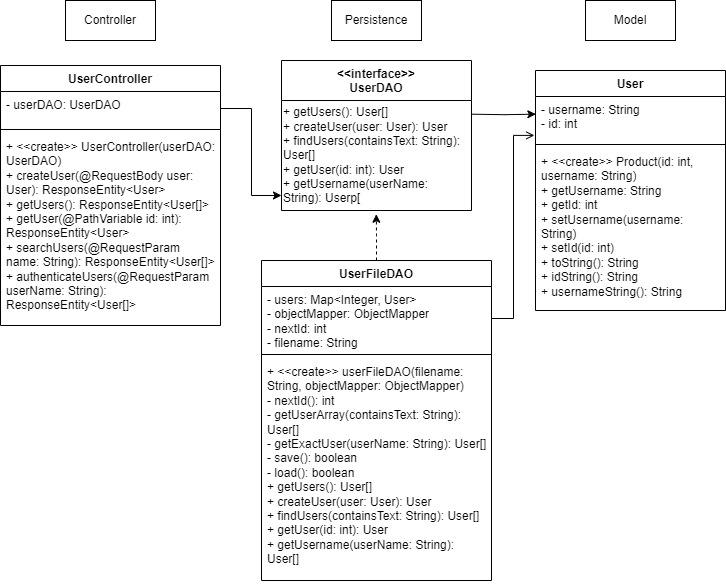 Controller
Persistence
Model
UserController
- userDAO: UserDAO
+ <<create>> UserController(userDAO:
UserDAO)
+ createUser(@RequestBody user:
User): ResponseEntity<User>
+ getUsers(): ResponseEntity<User[]>
+ getUser(@PathVariable id: int):
ResponseEntity<User>
+ searchUsers(@RequestParam
name: String): ResponseEntity<User[]>
+ authenticateUsers(@RequestParam
userName: String):
ResponseEntity<User[]>
<<interface>>
UserDAO
+ getUsers(): User[]
+ createUser(user: User): User
+ findUsers(containsText: String):
User[]
+ getUser(id: int): User
+ getUsername(userName:
String): Userp[
User
- username: String
- id: int
+ <<create>> Product(id: int,
username: String)
+ getUsername: String
+ getId: int
+ setUsername(username:
String)
+ setId(id: int)
+ toString(): String
+ idString(): String
+ usernameString(): String
UserFileDAO
- users: Map<Integer, User>
- objectMapper: ObjectMapper
- nextId: int
- filename: String
+ <<create>> userFileDAO(filename:
String, objectMapper: ObjectMapper)
- nextId(): int
- getUserArray(containsText: String):
User[]
- getExactUser(userName: String): User[]
- save(): boolean
- load(): boolean
+ getUsers(): User[]
+ createUser(user: User): User
+ findUsers(containsText: String): User[]
+ getUser(id: int): User
+ getUsername(userName: String):
User[]